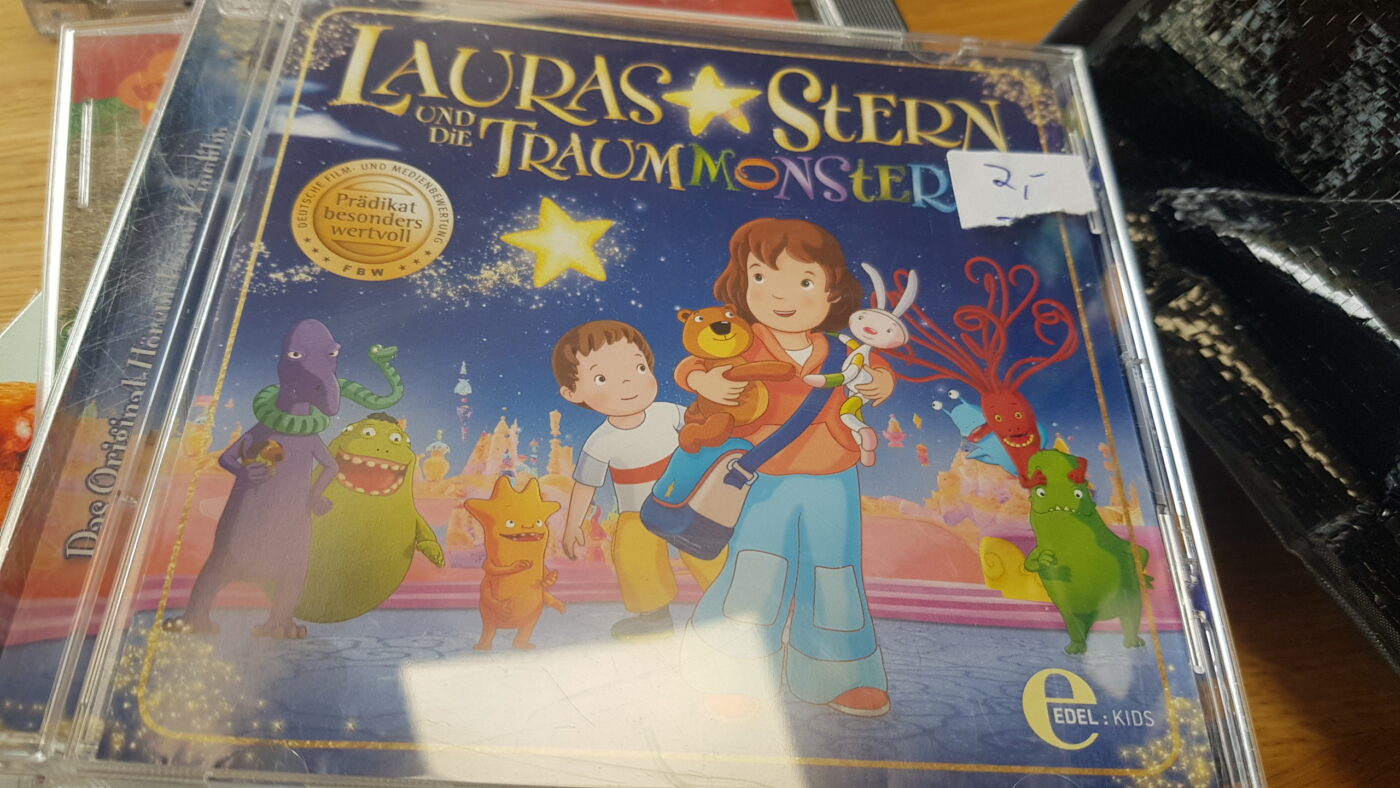 LAURAS STERN
UND DIE TRAUMMONSTER
2,-
DEUTSCHE FILM- UND MEDIENBEWERTUNG
Prädikat
besonders
wertvoll
FBW
Das Original-Hörspiel
e
EDEL : KIDS